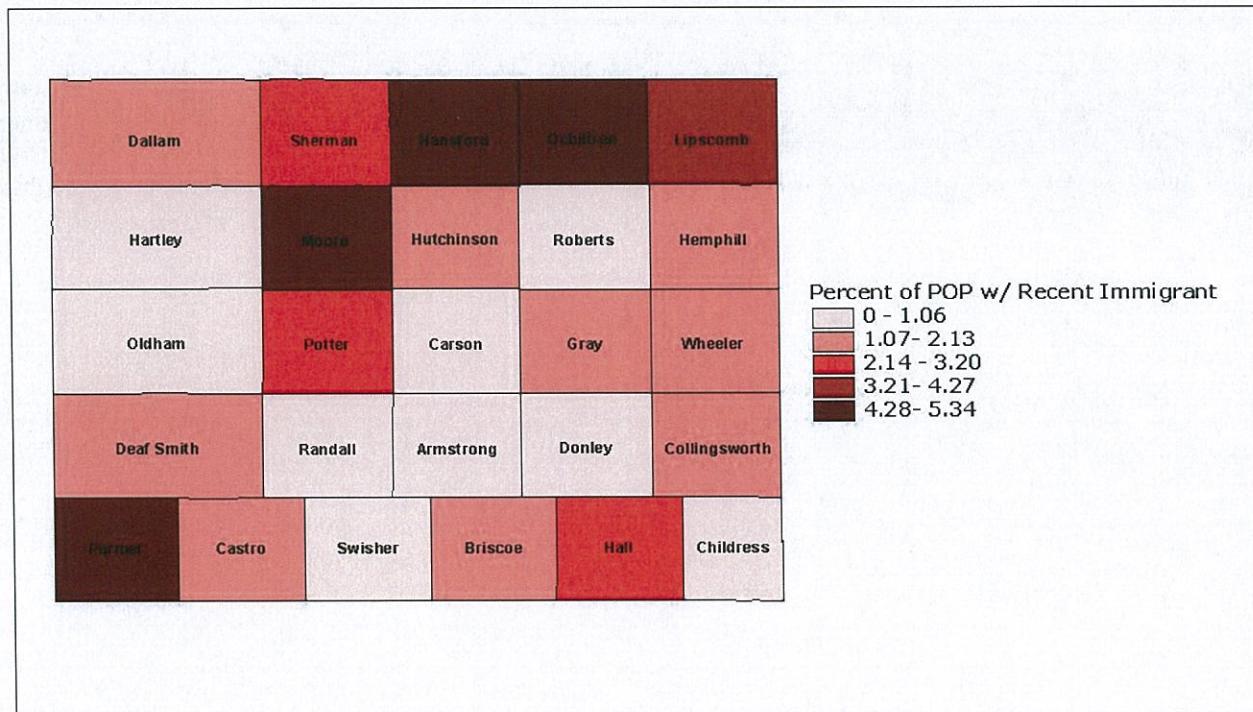 Dallam Sherman Hansford Ochiltree Lipscomb
Hartley Moore Hutchinson Roberts Hemphill
Oldham Potter Carson Gray Wheeler
Deaf Smith Randall Armstrong Donley Collingsworth
Parmer Castro Swisher Briscoe Hall Childress
Percent of POP w/ Recent Immigrant
0 - 1.06
1.07- 2.13
2.14 - 3.20
3.21- 4.27
4.28- 5.34